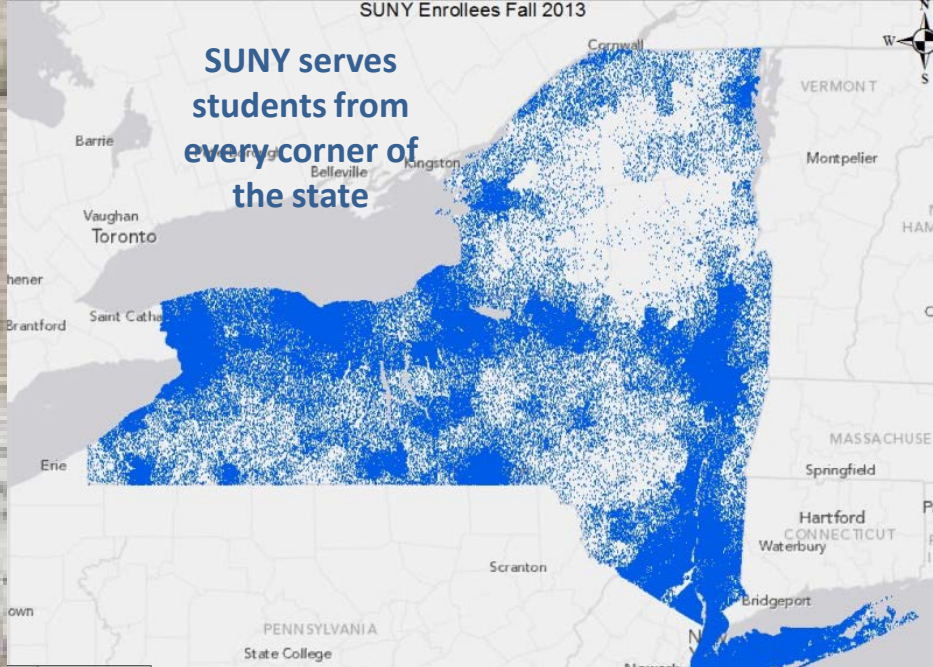 SUNY Enrollees Fall 2013
N
W
S
SUNY serves
students from
every corner of
the state
Cornwall
VERMONT
Barrie
Montpelier
Kingston
Belleville
Vaughan
Toronto
hener
Brantford
Saint Catha
HAM
MASSACHUSE
Erie
Springfield
Hartford
CONNECTICUT
Waterbury
Scranton
Bridgeport
own
PENNSYLVANIA
State College